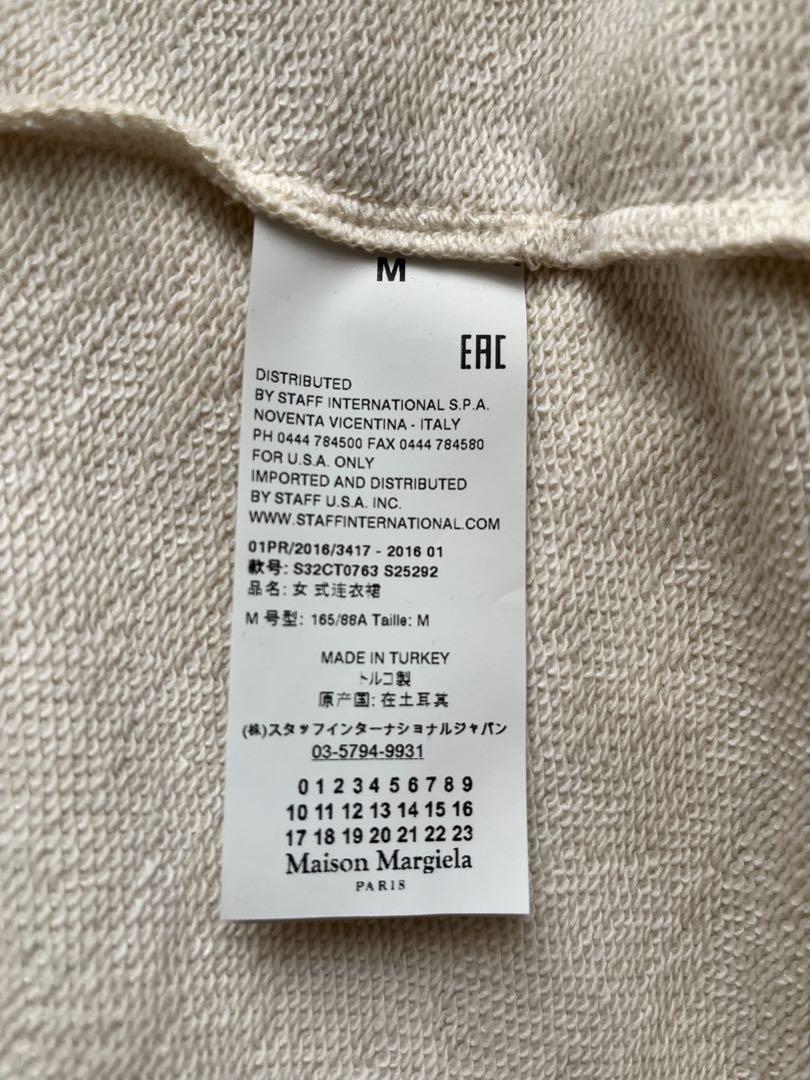 M
EAC
DISTRIBUTED
BY STAFF INTERNATIONAL S.P.A.
NOVENTA VICENTINA - ITALY
PH 0444 784500 FAX 0444 784580
FOR U.S.A. ONLY
IMPORTED AND DISTRIBUTED
BY STAFF U.S.A. INC.
WWW.STAFFINTERNATIONAL.COM
01PR/2016/3417 - 2016 01
款号: S32CT0763 S25292
品名: 女 式连衣裙
M 号型: 165/88A Taille: M
MADE IN TURKEY
トルコ製
原产国: 在土耳其
(株)スタッフインターナショナルジャパン
03-5794-9931
0 1 2 3 4 5 6 7 8 9
10 11 12 13 14 15 16
17 18 19 20 21 22 23
Maison Margiela
PARIS